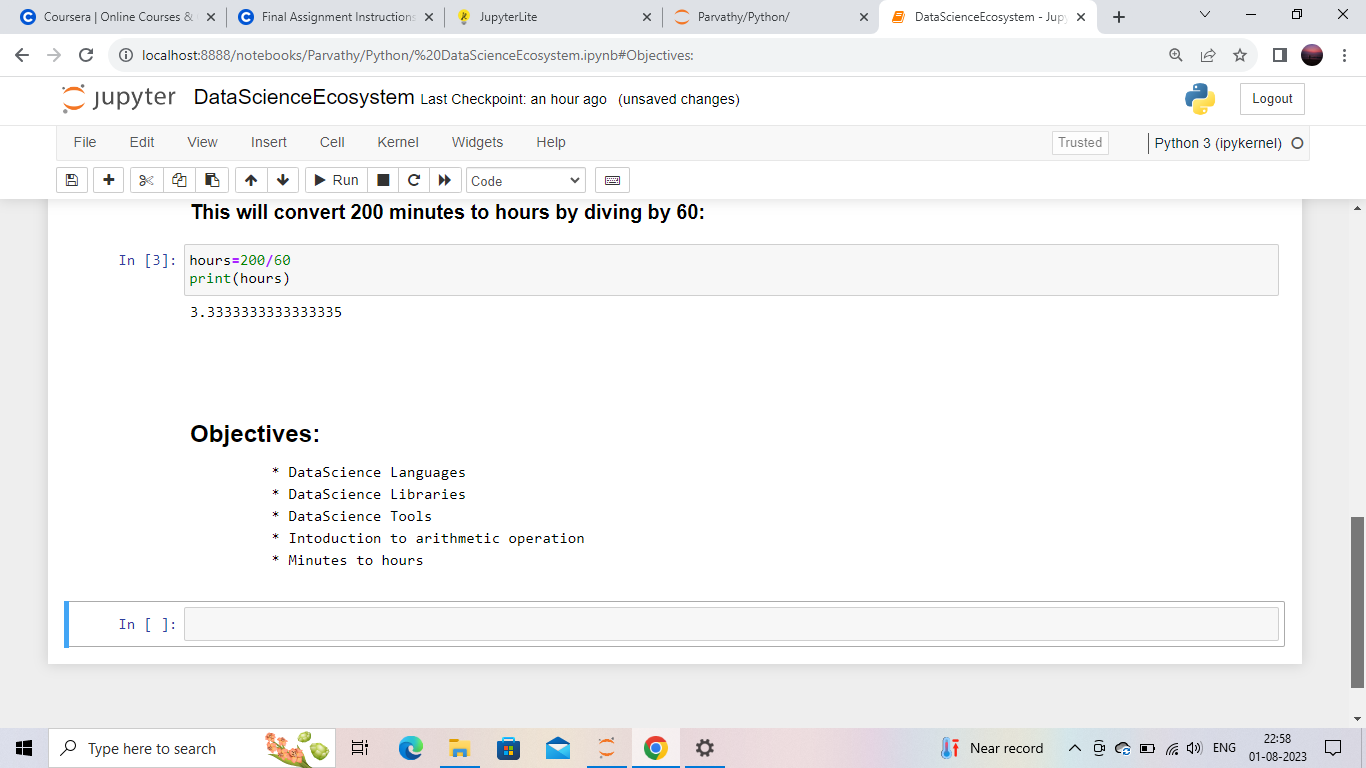 Coursera | Online Courses &
Final Assignment Instructions
JupyterLite
Parvathy/Python/
DataScienceEcosystem - Jupy
localhost:8888/notebooks/Parvathy/Python/%20DataScienceEcosystem.ipynb#Objectives:
jupyter DataScienceEcosystem Last Checkpoint: an hour ago (unsaved changes)
Logout
File Edit View Insert Cell Kernel Widgets Help
Trusted
Python 3 (ipykernel)
Run
Code
This will convert 200 minutes to hours by diving by 60:
In [3]: hours=200/60
print(hours)
3.3333333333333335
Objectives:
* DataScience Languages
* DataScience Libraries
* DataScience Tools
* Intoduction to arithmetic operation
* Minutes to hours
In [ ]:
Type here to search
Near record
ENG
22:58
01-08-2023